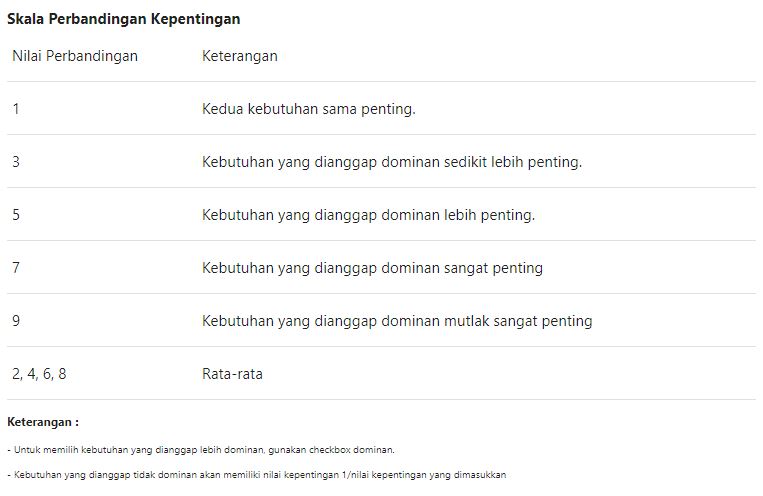 Skala Perbandingan Kepentingan
Nilai Perbandingan Keterangan
1 Kedua kebutuhan sama penting.
3 Kebutuhan yang dianggap dominan sedikit lebih penting.
5 Kebutuhan yang dianggap dominan lebih penting.
7 Kebutuhan yang dianggap dominan sangat penting
9 Kebutuhan yang dianggap dominan mutlak sangat penting
2, 4, 6, 8 Rata-rata
Keterangan :
- Untuk memilih kebutuhan yang dianggap lebih dominan, gunakan checkbox dominan.
- Kebutuhan yang dianggap tidak dominan akan memiliki nilai kepentingan 1/nilai kepentingan yang dimasukkan